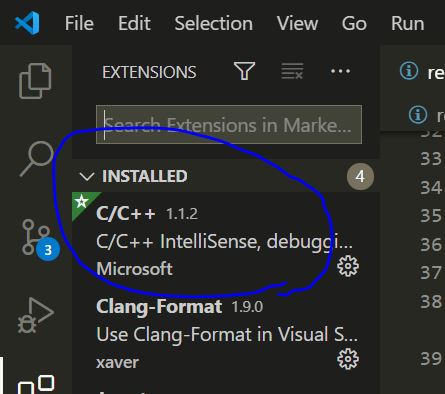 File Edit Selection View Go Run
EXTENSIONS
re
Search Extensions in Marke...
INSTALLED 4
C/C++ 1.1.2
C/C++ IntelliSense, debuggi...
Microsoft
Clang-Format 1.9.0
Use Clang-Format in Visual S...
xaver
3
33
34
35
36
37
38
39